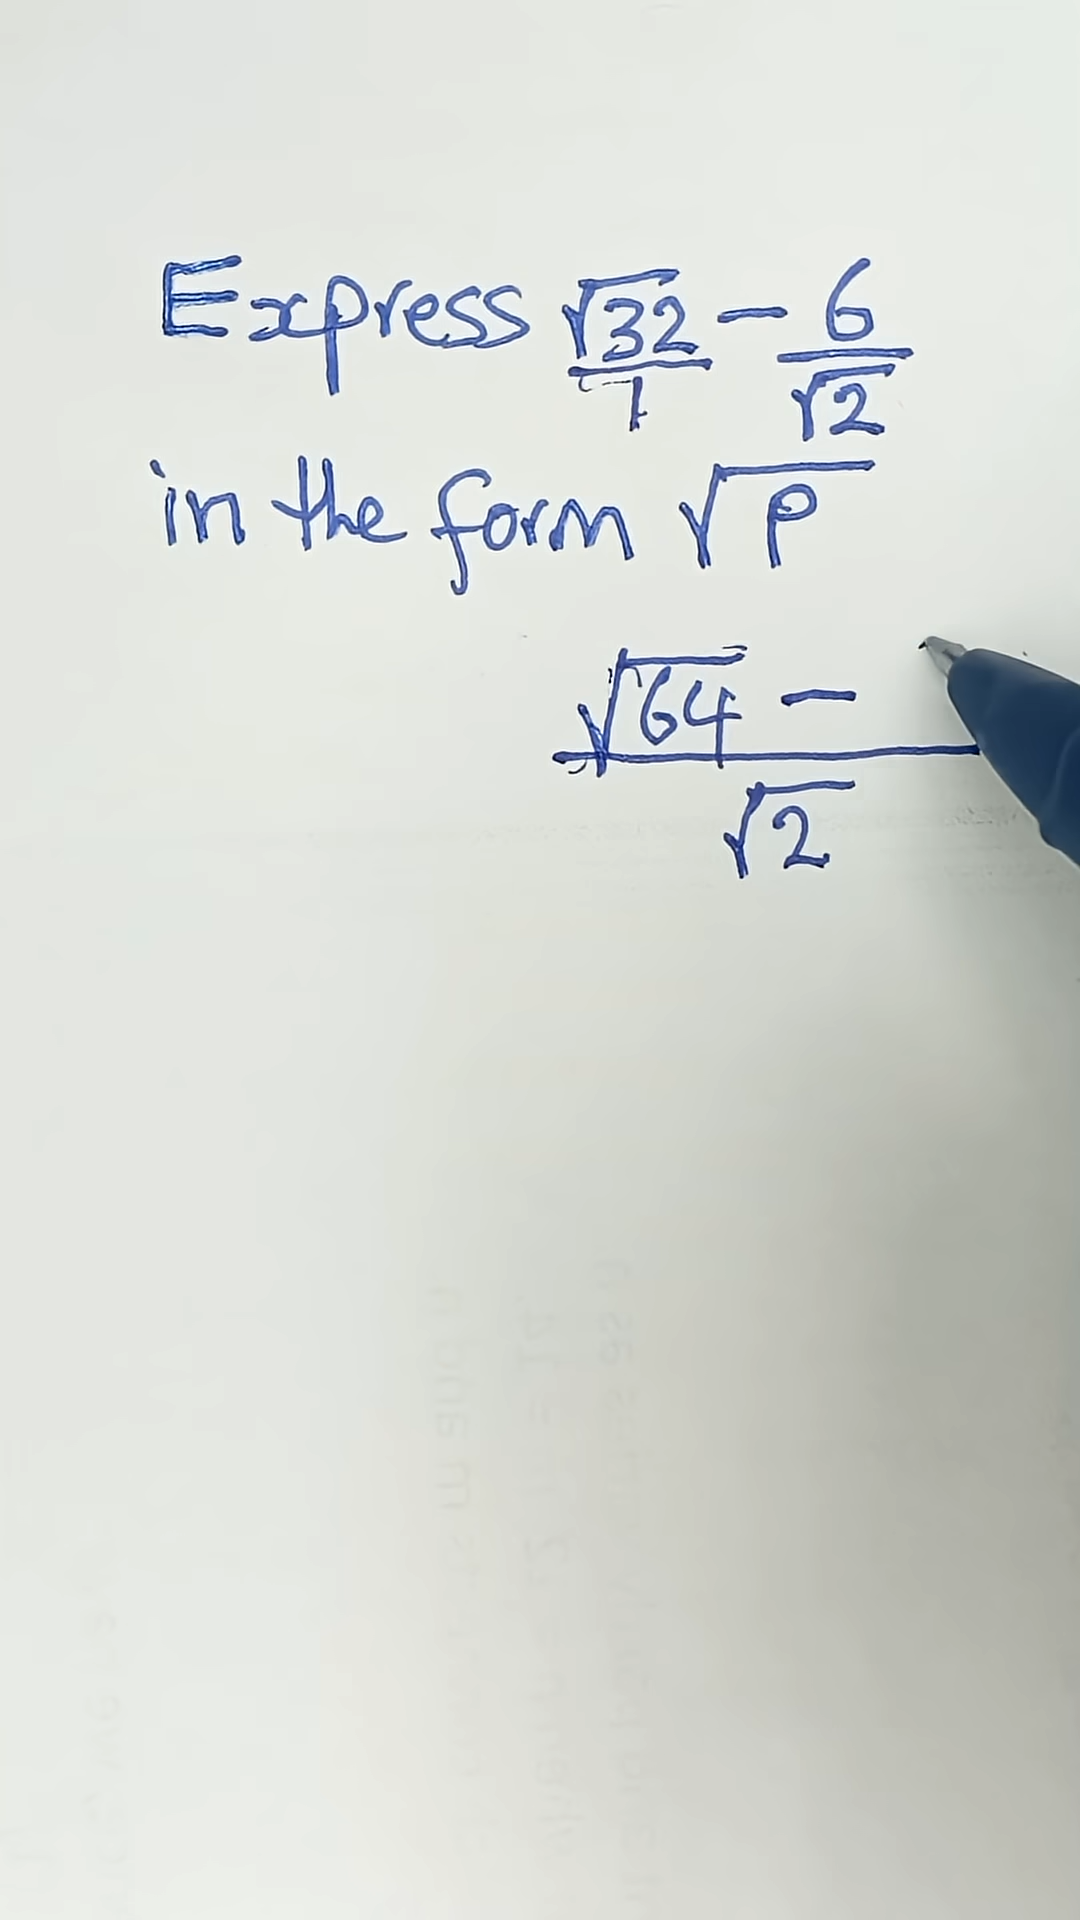 Express √32/1 - 6/√2
in the form √P
(√64 - )/√2